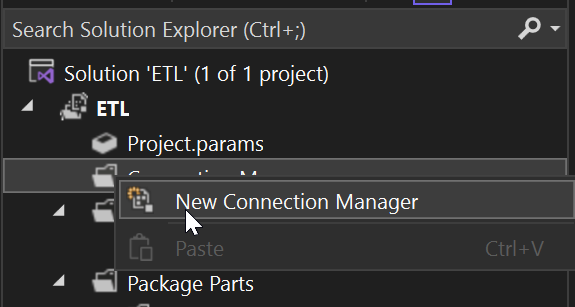 Search Solution Explorer (Ctrl+;)
Solution 'ETL' (1 of 1 project)
ETL
Project.params
New Connection Manager
Paste Ctrl+V
Package Parts